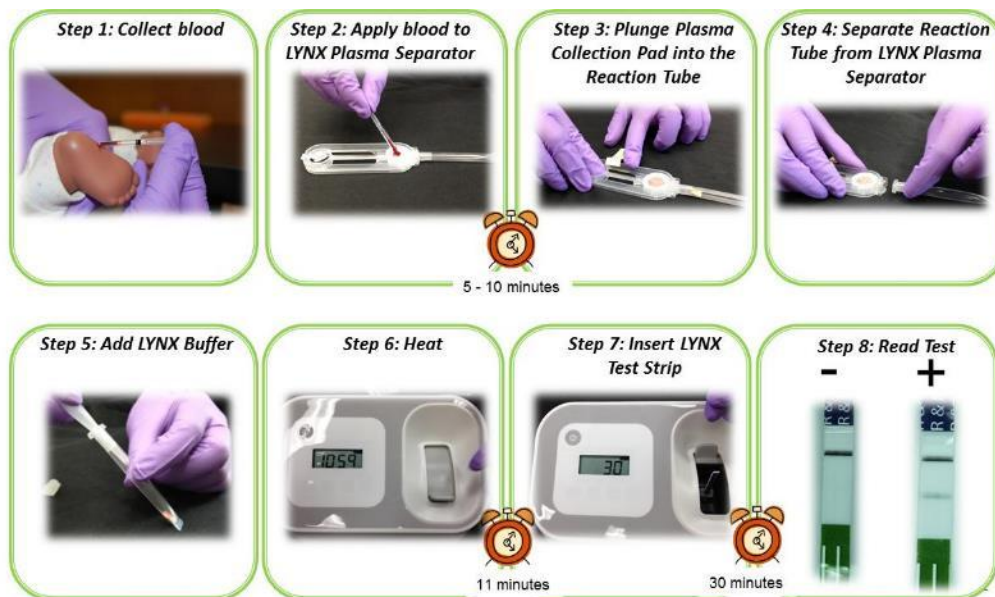 Step 1: Collect blood
Step 2: Apply blood to
LYNX Plasma Separator
Step 3: Plunge Plasma
Collection Pad into the
Reaction Tube
Step 4: Separate Reaction
Tube from LYNX Plasma
Separator
5 - 10 minutes
Step 5: Add LYNX Buffer
Step 6: Heat
10:59
11 minutes
Step 7: Insert LYNX
Test Strip
30
30 minutes
Step 8: Read Test
- +
R &
R &